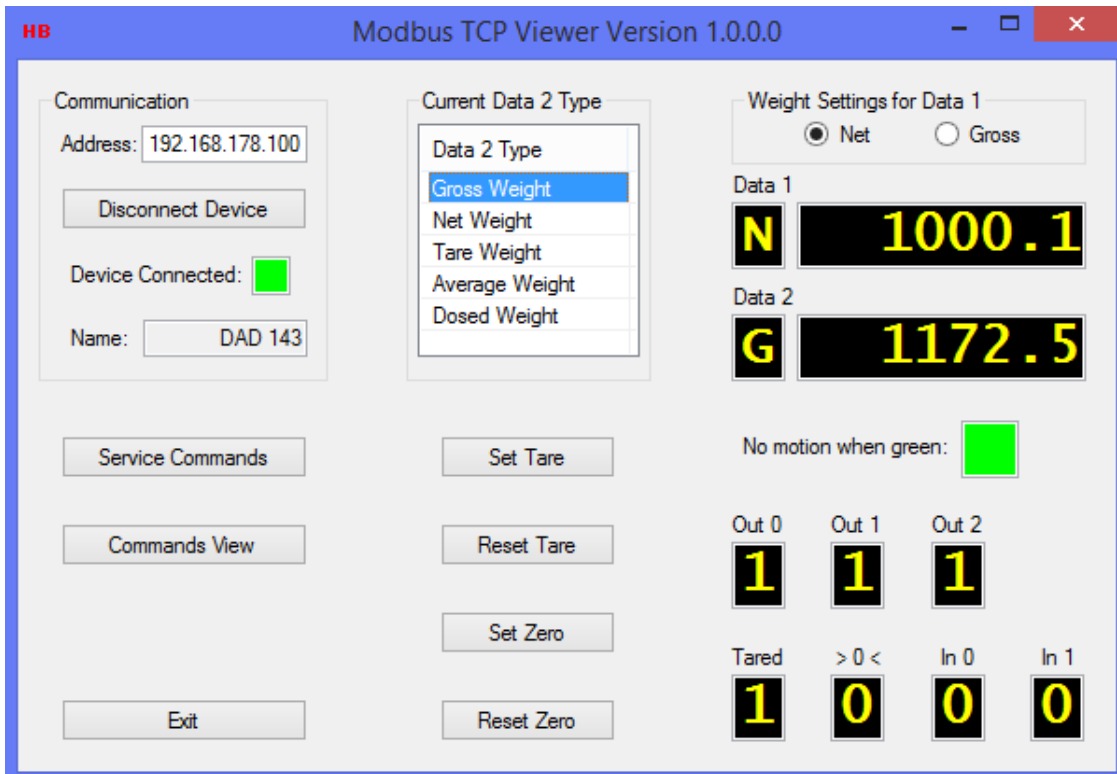 HB
Modbus TCP Viewer Version 1.0.0.0
Communication
Address: 192.168.178.100
Disconnect Device
Device Connected:
Name: DAD 143
Service Commands
Commands View
Exit
Current Data 2 Type
Data 2 Type
Gross Weight
Net Weight
Tare Weight
Average Weight
Dosed Weight
Set Tare
Reset Tare
Set Zero
Reset Zero
Weight Settings for Data 1
Net Gross
Data 1
N 1000.1
Data 2
G 1172.5
No motion when green:
Out 0 Out 1 Out 2
1 1 1
Tared > 0 < In 0 In 1
1 0 0 0